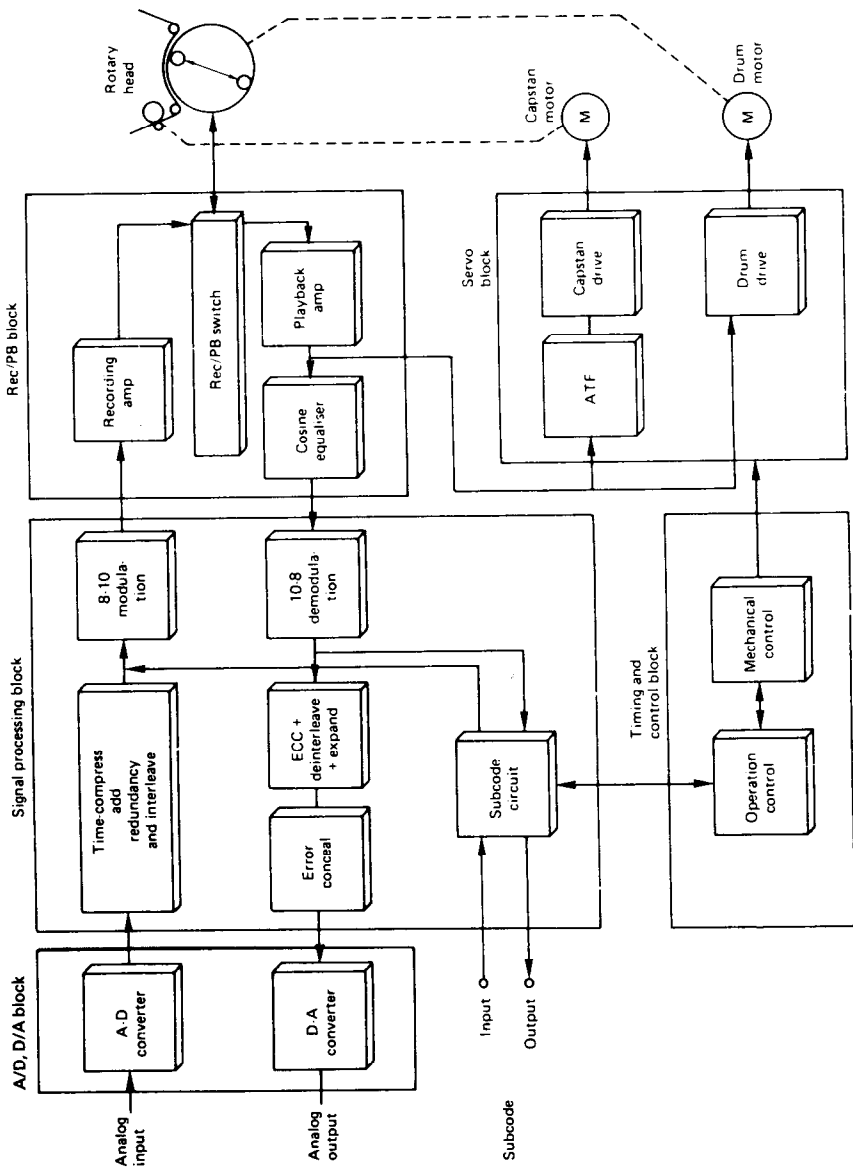 A/D, D/A block
Analog
input
A-D
converter
Analog
output
D-A
converter
Signal processing block
Time-compress
add
redundancy
and interleave
8-10
modula-
tion
Error
conceal
ECC +
deinterleave
+ expand
10-8
demodula-
tion
Subcode
Input
Output
Subcode
circuit
Rec/PB block
Recording
amp
Rec/PB switch
Cosine
equaliser
Playback
amp
Rotary
head
Timing and
control block
Operation
control
Mechanical
control
Servo
block
ATF
Capstan
drive
Drum
drive
Capstan
motor
M
Drum
motor
M